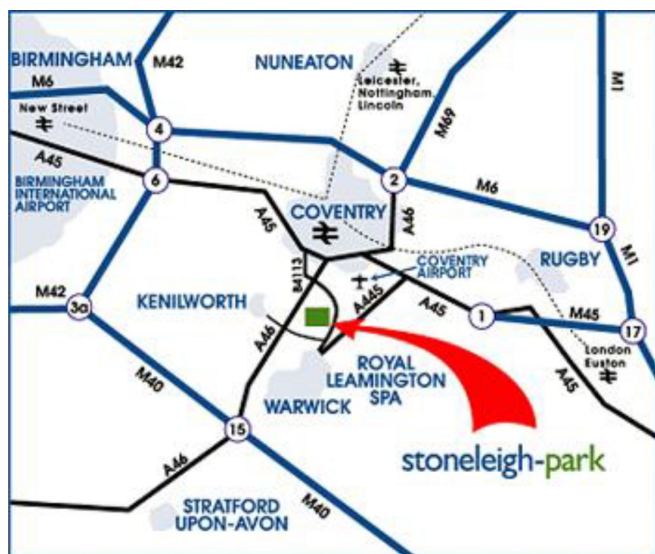 BIRMINGHAM
M42
NUNEATON
M6
New Street
Leicester,
Nottingham,
Lincoln
M1
4
M69
A45
6
2
M6
BIRMINGHAM
INTERNATIONAL
AIRPORT
A45
COVENTRY
A46
19
M1
B4113
COVENTRY
AIRPORT
RUGBY
M42
3a
KENILWORTH
A445
A45
1
M45
17
A46
ROYAL
LEAMINGTON
SPA
A45
London
Euston
M40
WARWICK
15
stoneleigh-park
A46
M40
STRATFORD
UPON-AVON